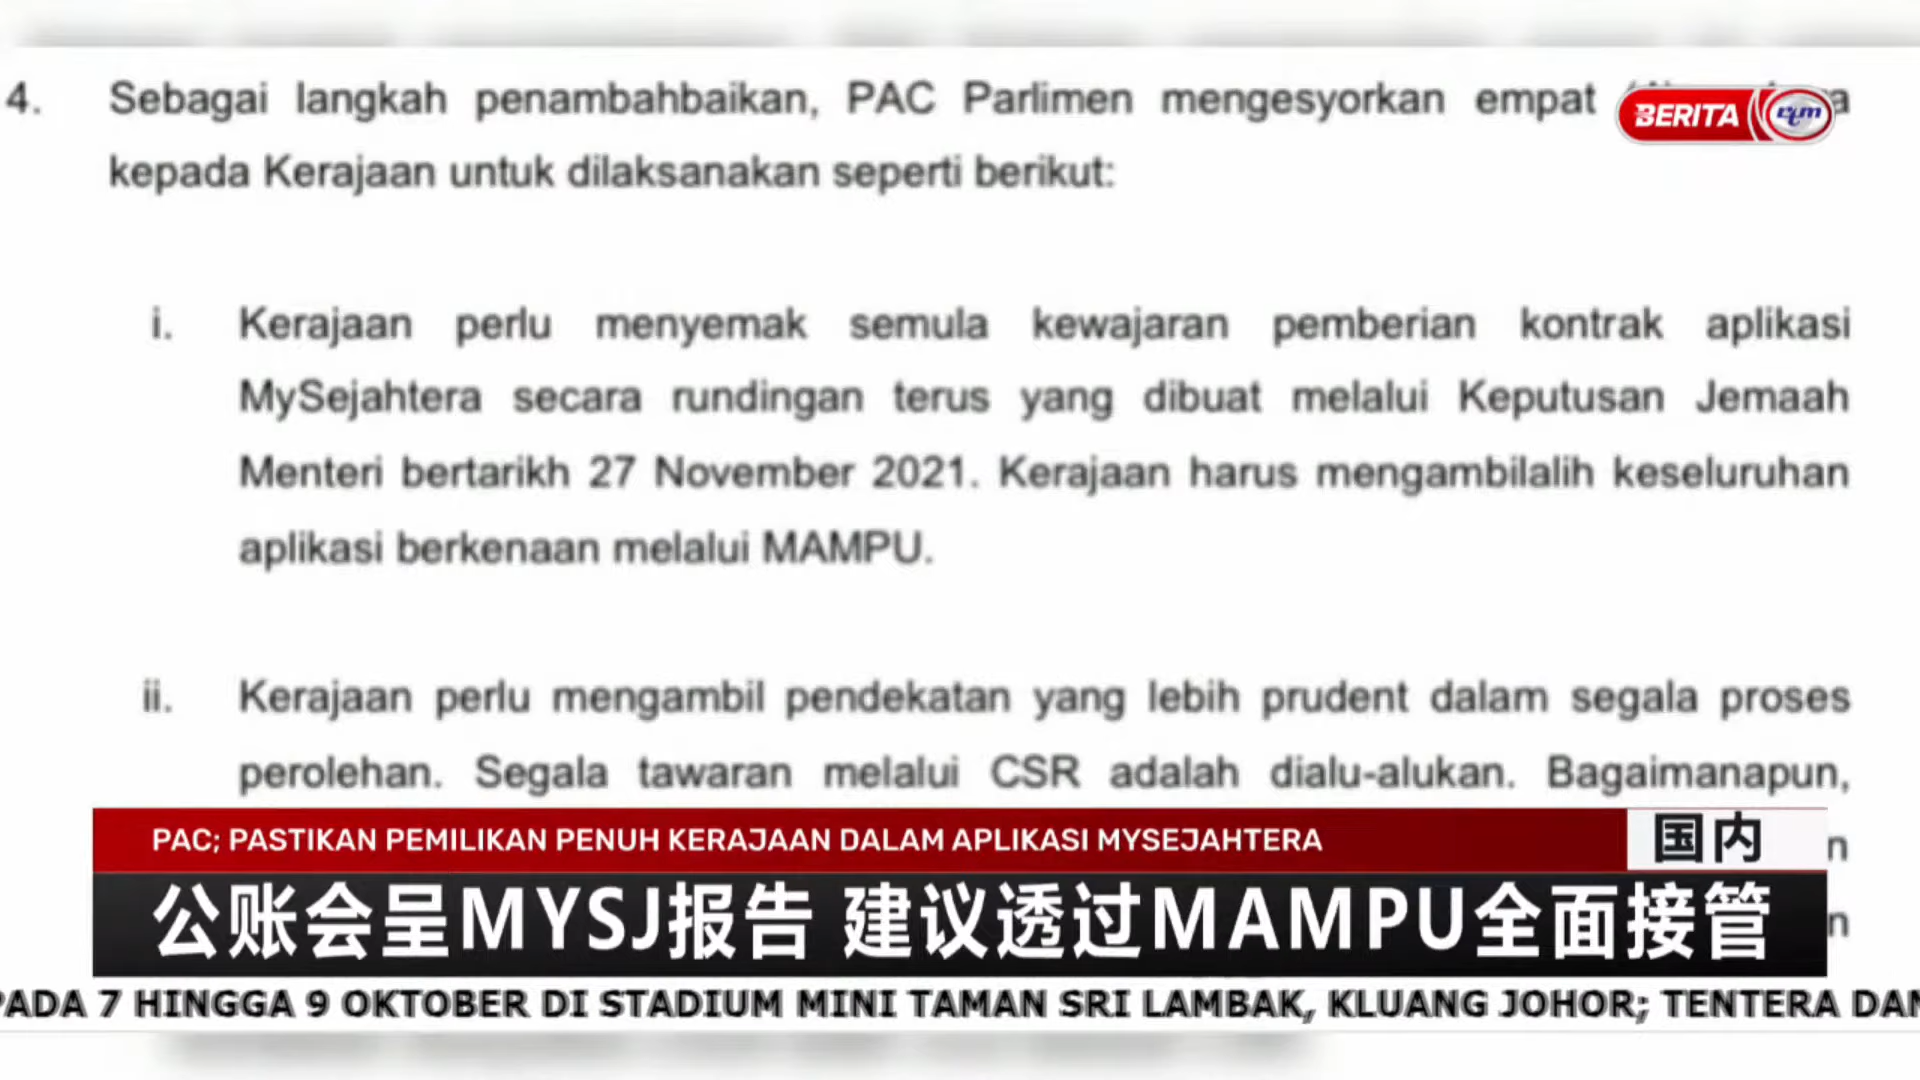 4. Sebagai langkah penambahbaikan, PAC Parlimen mengesyorkan empat
BERITA rtm
kepada Kerajaan untuk dilaksanakan seperti berikut:
i. Kerajaan perlu menyemak semula kewajaran pemberian kontrak aplikasi
MySejahtera secara rundingan terus yang dibuat melalui Keputusan Jemaah
Menteri bertarikh 27 November 2021. Kerajaan harus mengambilalih keseluruhan
aplikasi berkenaan melalui MAMPU.
ii. Kerajaan perlu mengambil pendekatan yang lebih prudent dalam segala proses
perolehan. Segala tawaran melalui CSR adalah dialu-alukan. Bagaimanapun,
PAC; PASTIKAN PEMILIKAN PENUH KERAJAAN DALAM APLIKASI MYSEJAHTERA
国内
公账会呈MYSJ报告 建议透过MAMPU全面接管
PADA 7 HINGGA 9 OKTOBER DI STADIUM MINI TAMAN SRI LAMBAK, KLUANG JOHOR; TENTERA DAN